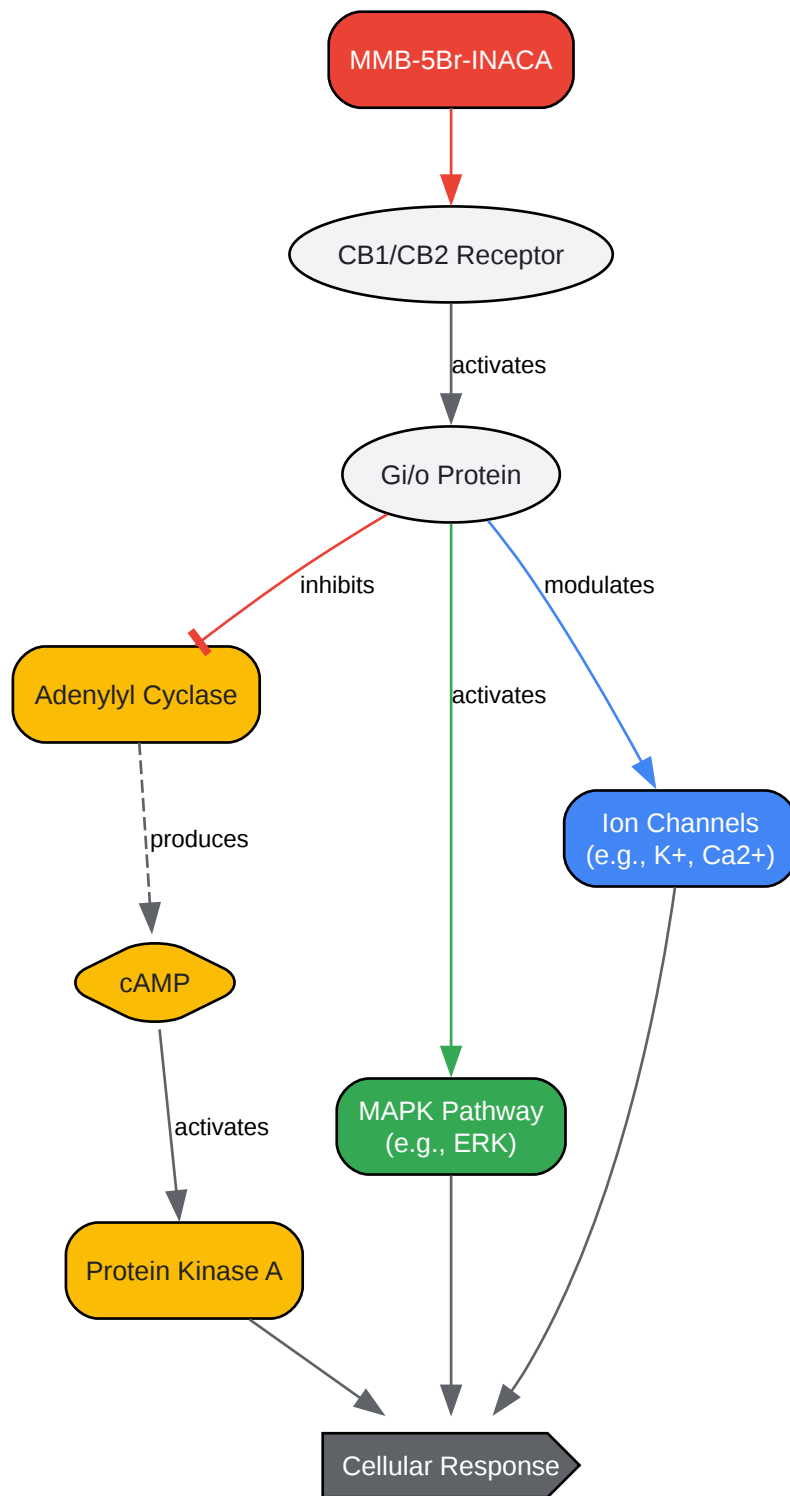 MMB-5Br-INACA
CB1/CB2 Receptor
activates
Gi/o Protein
inhibits
modulates
Adenylyl Cyclase
activates
produces
Ion Channels
(e.g., K+, Ca2+)
cAMP
activates
MAPK Pathway
(e.g., ERK)
Protein Kinase A
Cellular Response